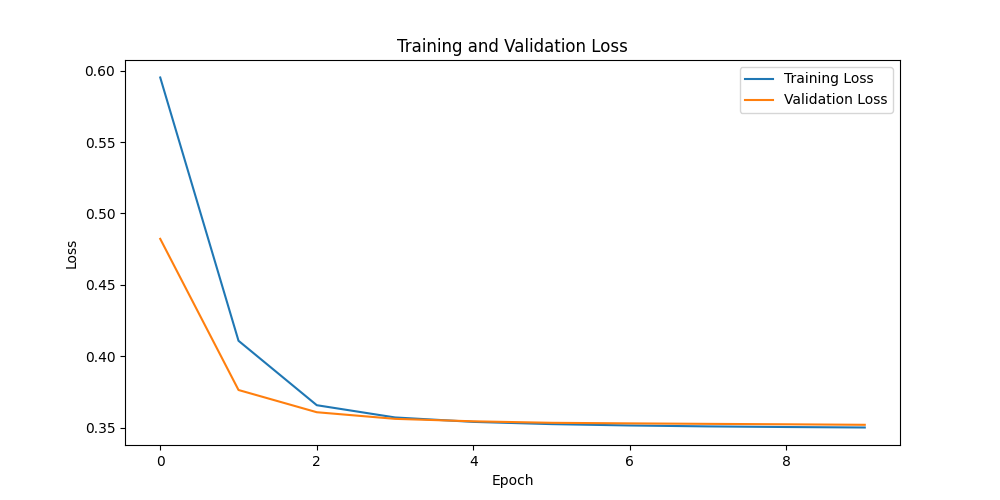 Training and Validation Loss
Training Loss
Validation Loss
Loss
0.60
0.55
0.50
0.45
0.40
0.35
0 2 4 6 8
Epoch